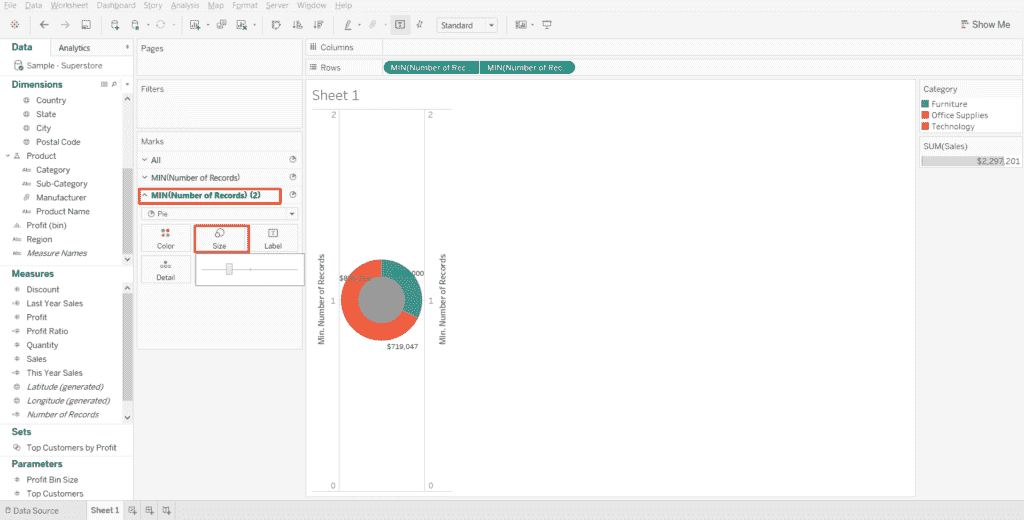 File Data Worksheet Dashboard Story Analysis Map Format Server Window Help
Standard
Show Me
Data Analytics
Sample - Superstore
Dimensions
Country
State
City
Postal Code
Product
Abc Category
Abc Sub-Category
Manufacturer
Abc Product Name
Profit (bin)
Abc Region
Abc Measure Names
Measures
Discount
Last Year Sales
Profit
Profit Ratio
Quantity
Sales
This Year Sales
Latitude (generated)
Longitude (generated)
Number of Records
Sets
Top Customers by Profit
Parameters
Profit Bin Size
Top Customers
Pages
Filters
Marks
All
MIN(Number of Records)
MIN(Number of Records) (2)
Pie
Color Size Label
Detail
Columns
Rows MIN(Number of Rec.. MIN(Number of Rec..
Sheet 1
2 2
Min. Number of Records
1 1
Min. Number of Records
000
$719,047
0 0
Category
Furniture
Office Supplies
Technology
SUM(Sales)
$2,297,201
Data Source Sheet 1